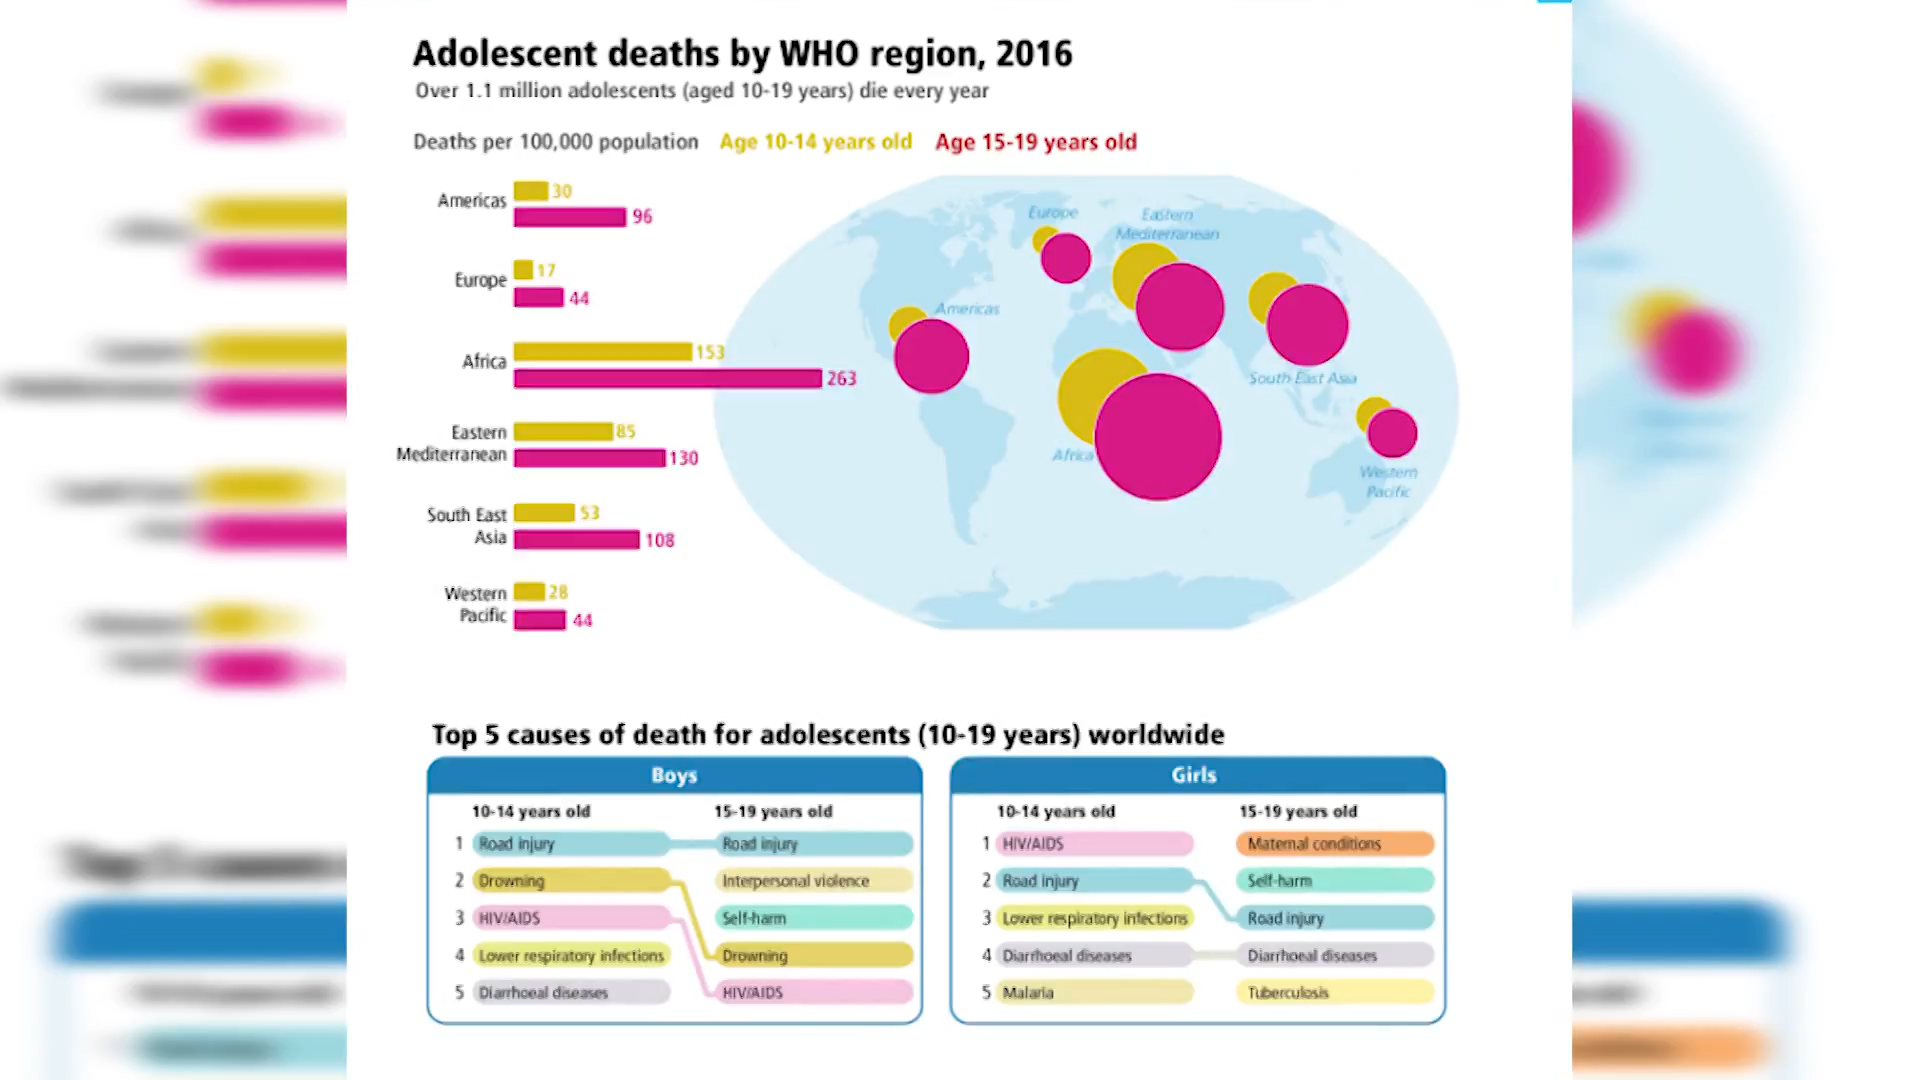 Adolescent deaths by WHO region, 2016
Over 1.1 million adolescents (aged 10-19 years) die every year
Deaths per 100,000 population Age 10-14 years old Age 15-19 years old
Americas
30
96
Europe
17
44
Africa
153
263
Eastern
Mediterranean
85
130
South East
Asia
53
108
Western
Pacific
28
44
Europe
Eastern
Mediterranean
Americas
South East Asia
Africa
Western
Pacific
Top 5 causes of death for adolescents (10-19 years) worldwide
Boys
10-14 years old 15-19 years old
1 Road injury Road injury
2 Drowning Interpersonal violence
3 HIV/AIDS Self-harm
4 Lower respiratory infections Drowning
5 Diarrhoeal diseases HIV/AIDS
Girls
10-14 years old 15-19 years old
1 HIV/AIDS Maternal conditions
2 Road injury Self-harm
3 Lower respiratory infections Road injury
4 Diarrhoeal diseases Diarrhoeal diseases
5 Malaria Tuberculosis